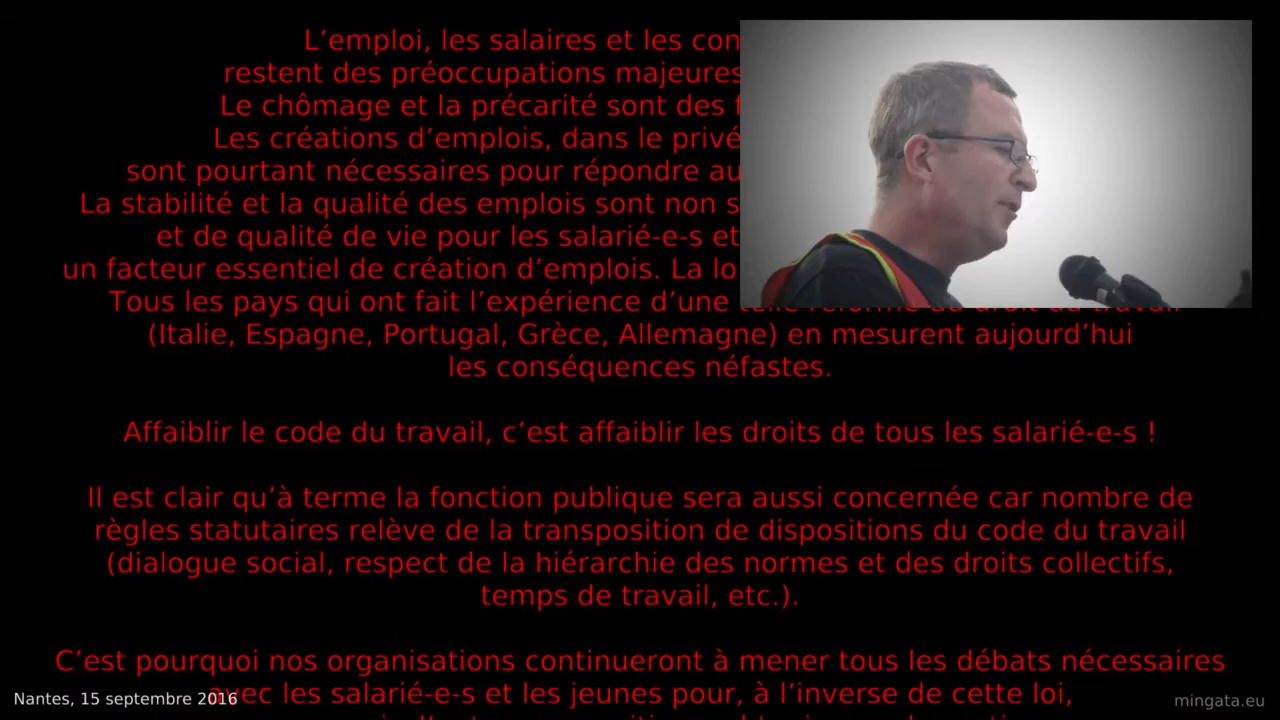 L’emploi, les salaires et les con
restent des préoccupations majeures
Le chômage et la précarité sont des
Les créations d’emplois, dans le privé
sont pourtant nécessaires pour répondre au
La stabilité et la qualité des emplois sont non s
et de qualité de vie pour les salarié-e-s et
un facteur essentiel de création d’emplois. La lo
Tous les pays qui ont fait l’expérience d’une telle réforme du droit du travail
(Italie, Espagne, Portugal, Grèce, Allemagne) en mesurent aujourd’hui
les conséquences néfastes.
Affaiblir le code du travail, c’est affaiblir les droits de tous les salarié-e-s !
Il est clair qu’à terme la fonction publique sera aussi concernée car nombre de
règles statutaires relève de la transposition de dispositions du code du travail
(dialogue social, respect de la hiérarchie des normes et des droits collectifs,
temps de travail, etc.).
C’est pourquoi nos organisations continueront à mener tous les débats nécessaires
avec les salarié-e-s et les jeunes pour, à l’inverse de cette loi,
Nantes, 15 septembre 2016
mingata.eu